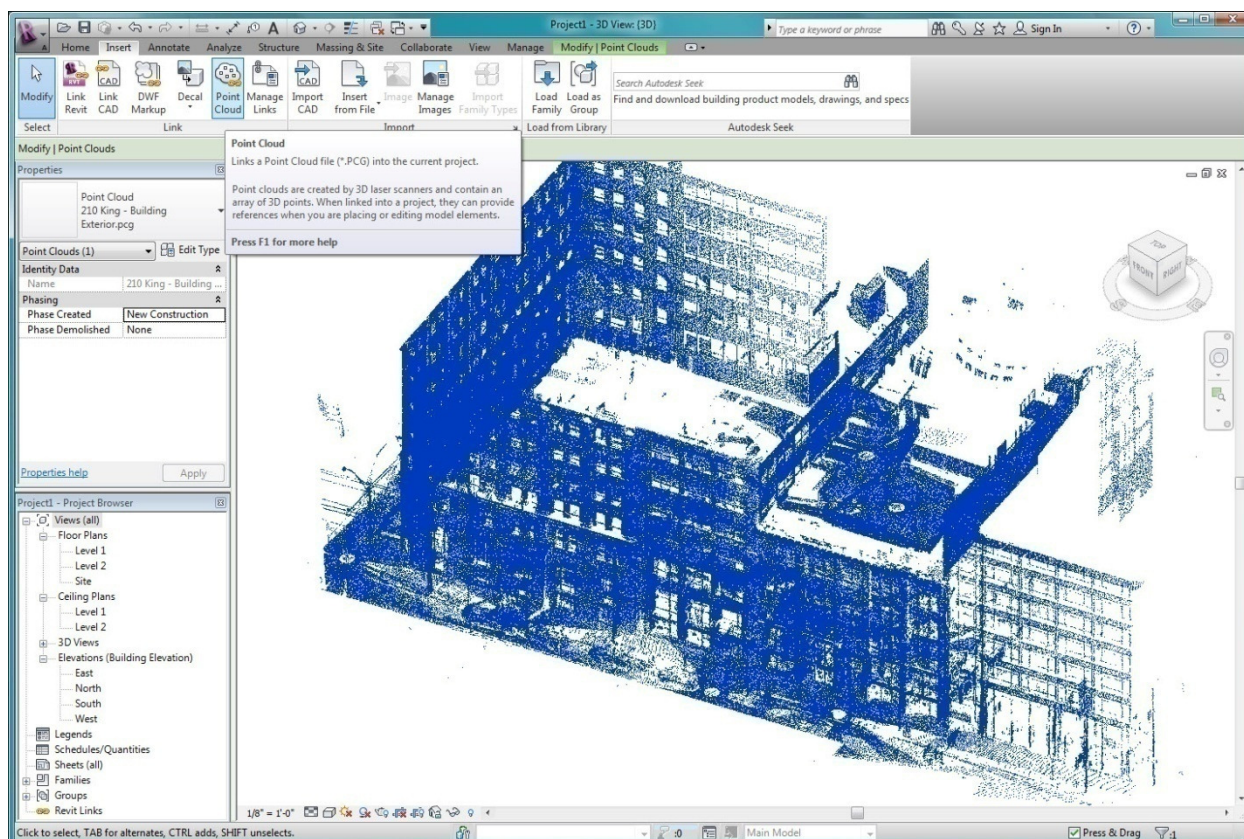 Project1 - 3D View: {3D}
Type a keyword or phrase
Sign In
Home Insert Annotate Analyze Structure Massing & Site Collaborate View Manage Modify | Point Clouds
Modify
Link Revit
Link CAD
DWF Markup
Decal
Point Cloud
Manage Links
Import CAD
Insert from File
Image
Manage Images
Import Family Types
Load Family
Load as Group
Search Autodesk Seek
Find and download building product models, drawings, and specs
Select Link Import Load from Library Autodesk Seek
Modify | Point Clouds
Point Cloud
Links a Point Cloud file (*.PCG) into the current project.
Point clouds are created by 3D laser scanners and contain an
array of 3D points. When linked into a project, they can provide
references when you are placing or editing model elements.
Press F1 for more help
Properties
Point Cloud
210 King - Building
Exterior.pcg
Point Clouds (1) Edit Type
Identity Data
Name 210 King - Building ...
Phasing
Phase Created New Construction
Phase Demolished None
Properties help Apply
Project1 - Project Browser
Views (all)
Floor Plans
Level 1
Level 2
Site
Ceiling Plans
Level 1
Level 2
3D Views
Elevations (Building Elevation)
East
North
South
West
Legends
Schedules/Quantities
Sheets (all)
Families
Groups
Revit Links
TOP
FRONT RIGHT
1/8" = 1'-0"
Click to select, TAB for alternates, CTRL adds, SHIFT unselects.
:0
Main Model
Press & Drag
:1